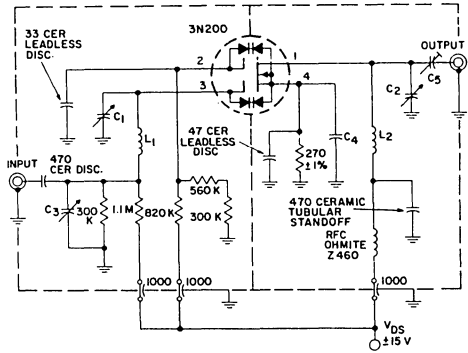 3N200
33 CER
LEADLESS
DISC.
2
1
OUTPUT
3
4
C5
C2
C1
47 CER
LEADLESS
DISC
C4
L1
L2
INPUT
470
CER DISC.
270
±1%
560 K
C3
300
K
1.1M
820K
300 K
470 CERAMIC
TUBULAR
STANDOFF
RFC
OHMITE
Z 460
1000
1000
1000
VDS
±15 V